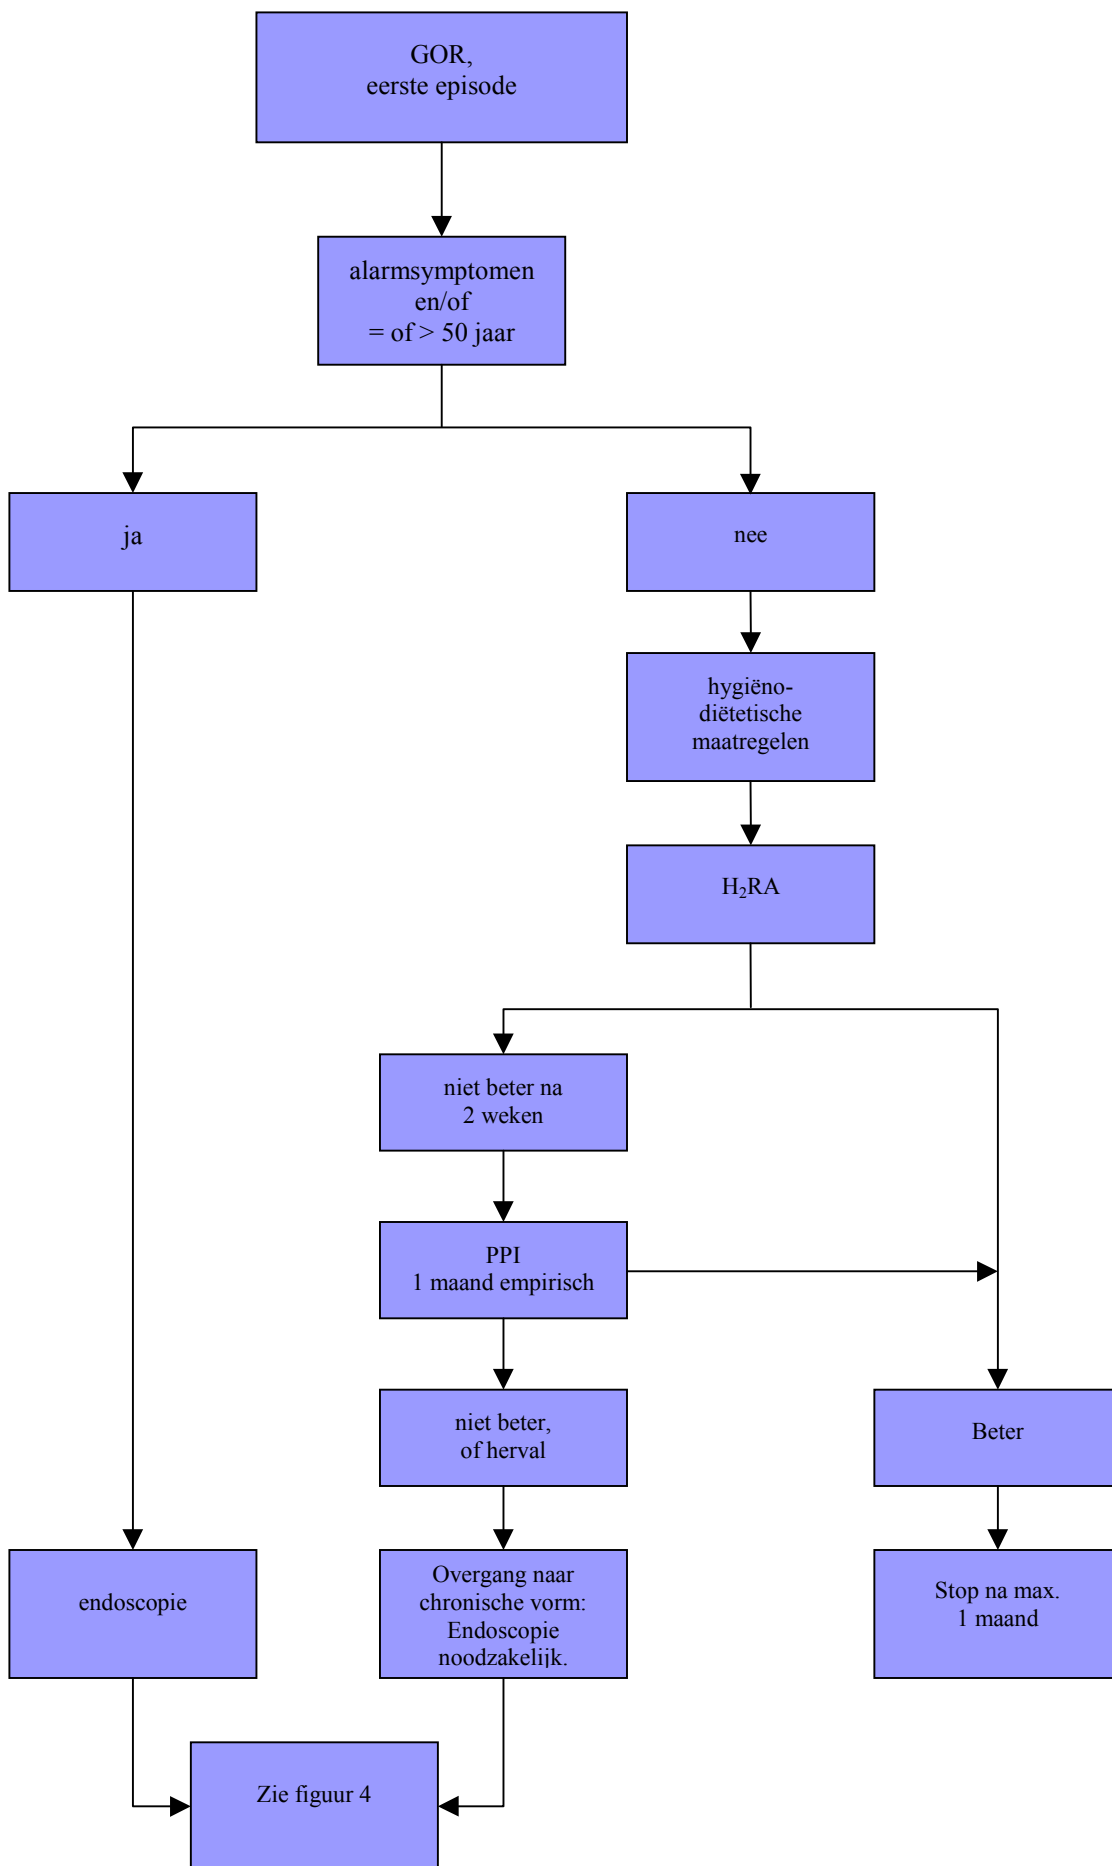 GOR,
eerste episode
alarmsymptomen
en/of
= of > 50 jaar
ja
nee
hygiëno-
diëtetische
maatregelen
H₂RA
niet beter na
2 weken
PPI
1 maand empirisch
niet beter,
of herval
Beter
endoscopie
Overgang naar
chronische vorm:
Endoscopie
noodzakelijk.
Stop na max.
1 maand
Zie figuur 4